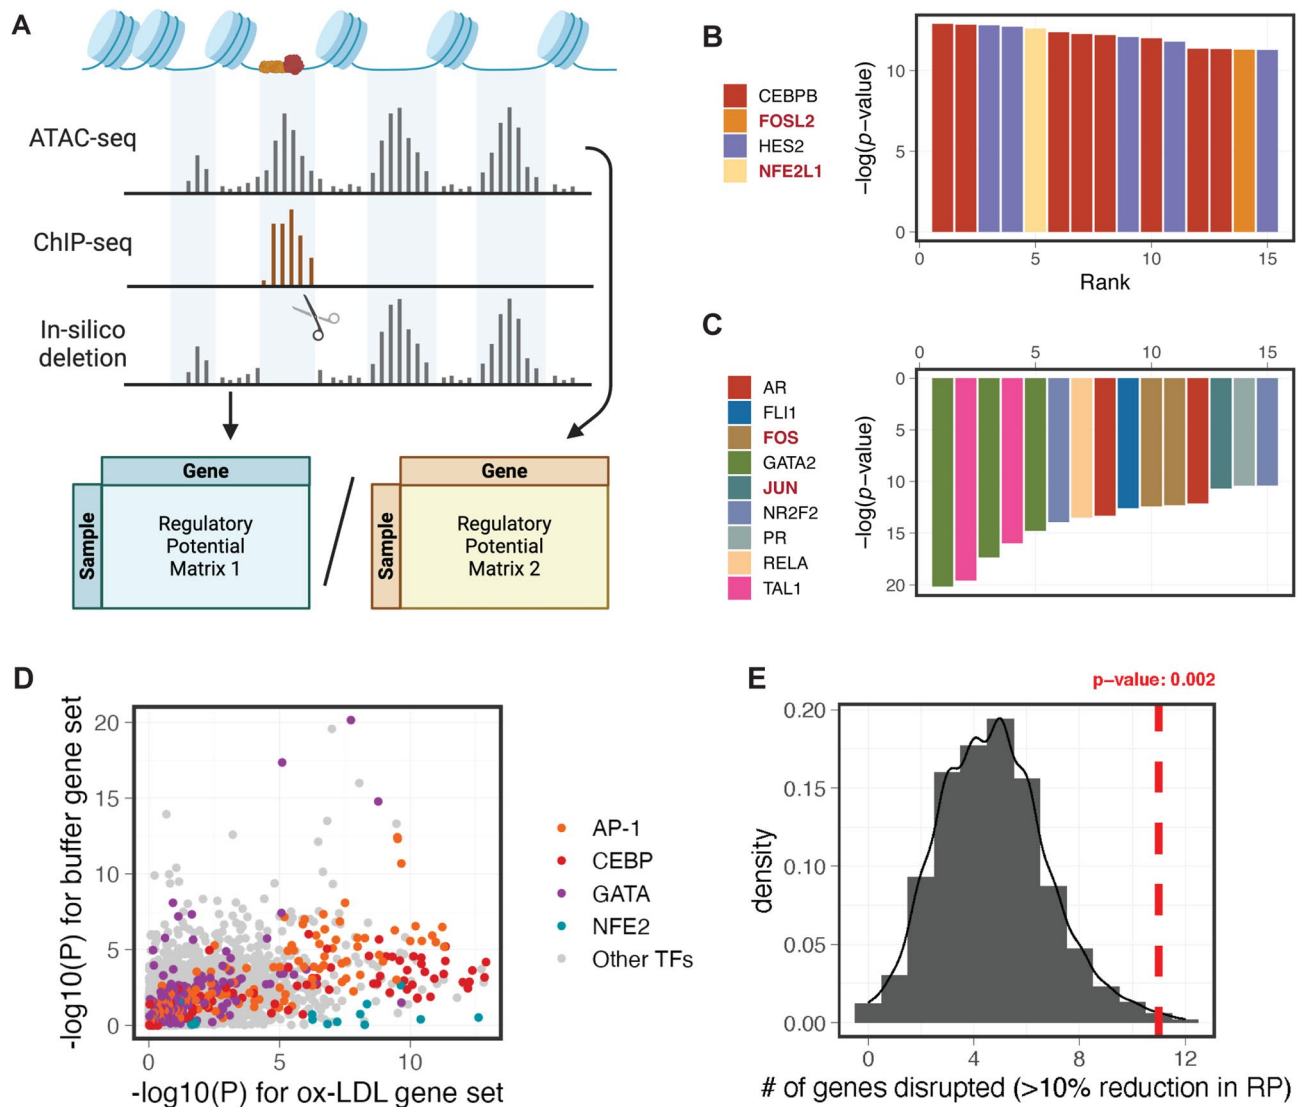 A
ATAC-seq
ChIP-seq
In-silico
deletion
Gene
Sample
Regulatory
Potential
Matrix 1
Gene
Sample
Regulatory
Potential
Matrix 2
B
CEBPB
FOSL2
HES2
NFE2L1
−log(p−value)
10
5
0
0 5 10 15
Rank
C
AR
FLI1
FOS
GATA2
JUN
NR2F2
PR
RELA
TAL1
0 5 10 15
−log(p−value)
0
5
10
15
20
D
-log10(P) for buffer gene set
20
15
10
5
0
0 5 10
-log10(P) for ox-LDL gene set
AP-1
CEBP
GATA
NFE2
Other TFs
E
p−value: 0.002
density
0.20
0.15
0.10
0.05
0.00
0 4 8 12
# of genes disrupted (>10% reduction in RP)